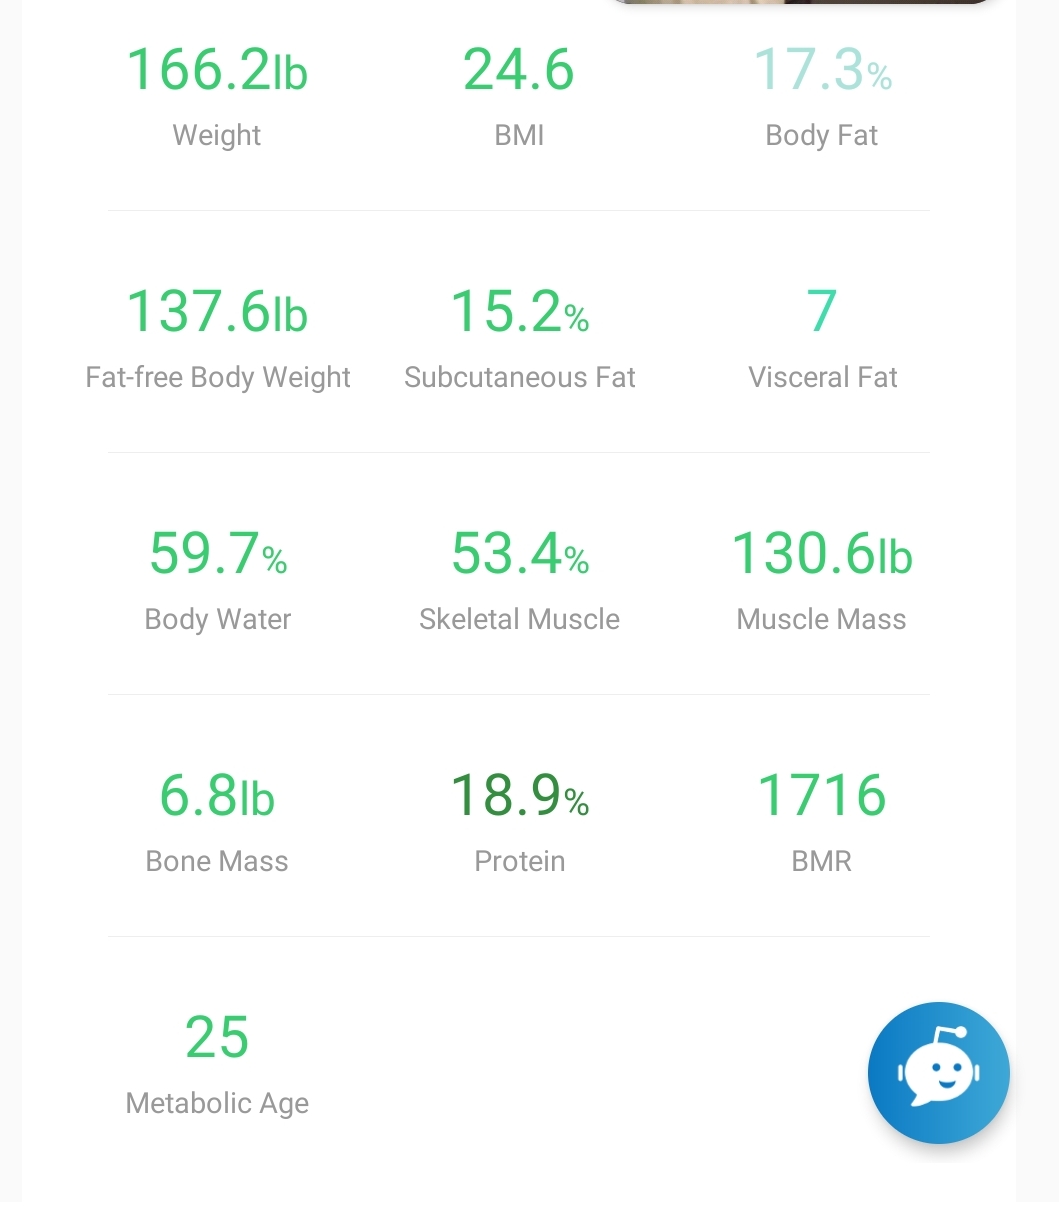 166.2lb 24.6 17.3%
Weight BMI Body Fat
137.6lb 15.2% 7
Fat-free Body Weight Subcutaneous Fat Visceral Fat
59.7% 53.4% 130.6lb
Body Water Skeletal Muscle Muscle Mass
6.8lb 18.9% 1716
Bone Mass Protein BMR
25
Metabolic Age